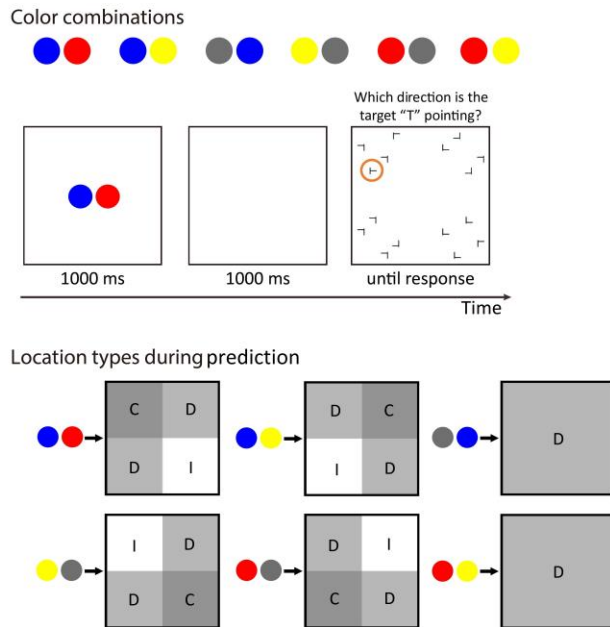 Color combinations
Which direction is the
target “T” pointing?
1000 ms
1000 ms
until response
Time
Location types during prediction
C D
D I
D C
I D
D
I D
D C
D I
C D
D